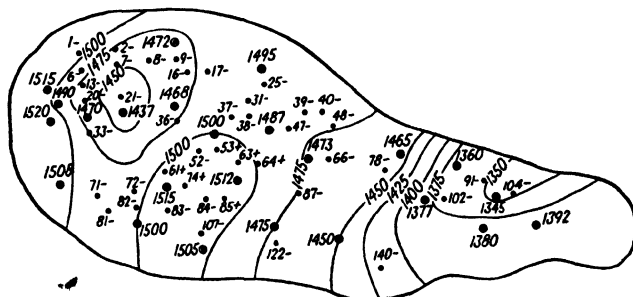 1- 1500 2- 1472
1475 7- 8- 9-
6- 1450 16- 17- 1495
1515 13- 25-
1490 20- 21- 1468 31-
1520 1470 1437 37- 39- 40-
33- 36- 1500 38- 1487 47- 48-
1500 53+ 1473 1465 1360
52- 63+ 64+ 66- 78- 1350-
1508 61+ 74+ 1512 1475 1450 1425 1400 1375 91- 104-
71- 72- 1515 87- 1377 102- 1345
82- 83- 84- 85+
81- 1500 107- 1475 1450 1380 1392
1505 122-
140-